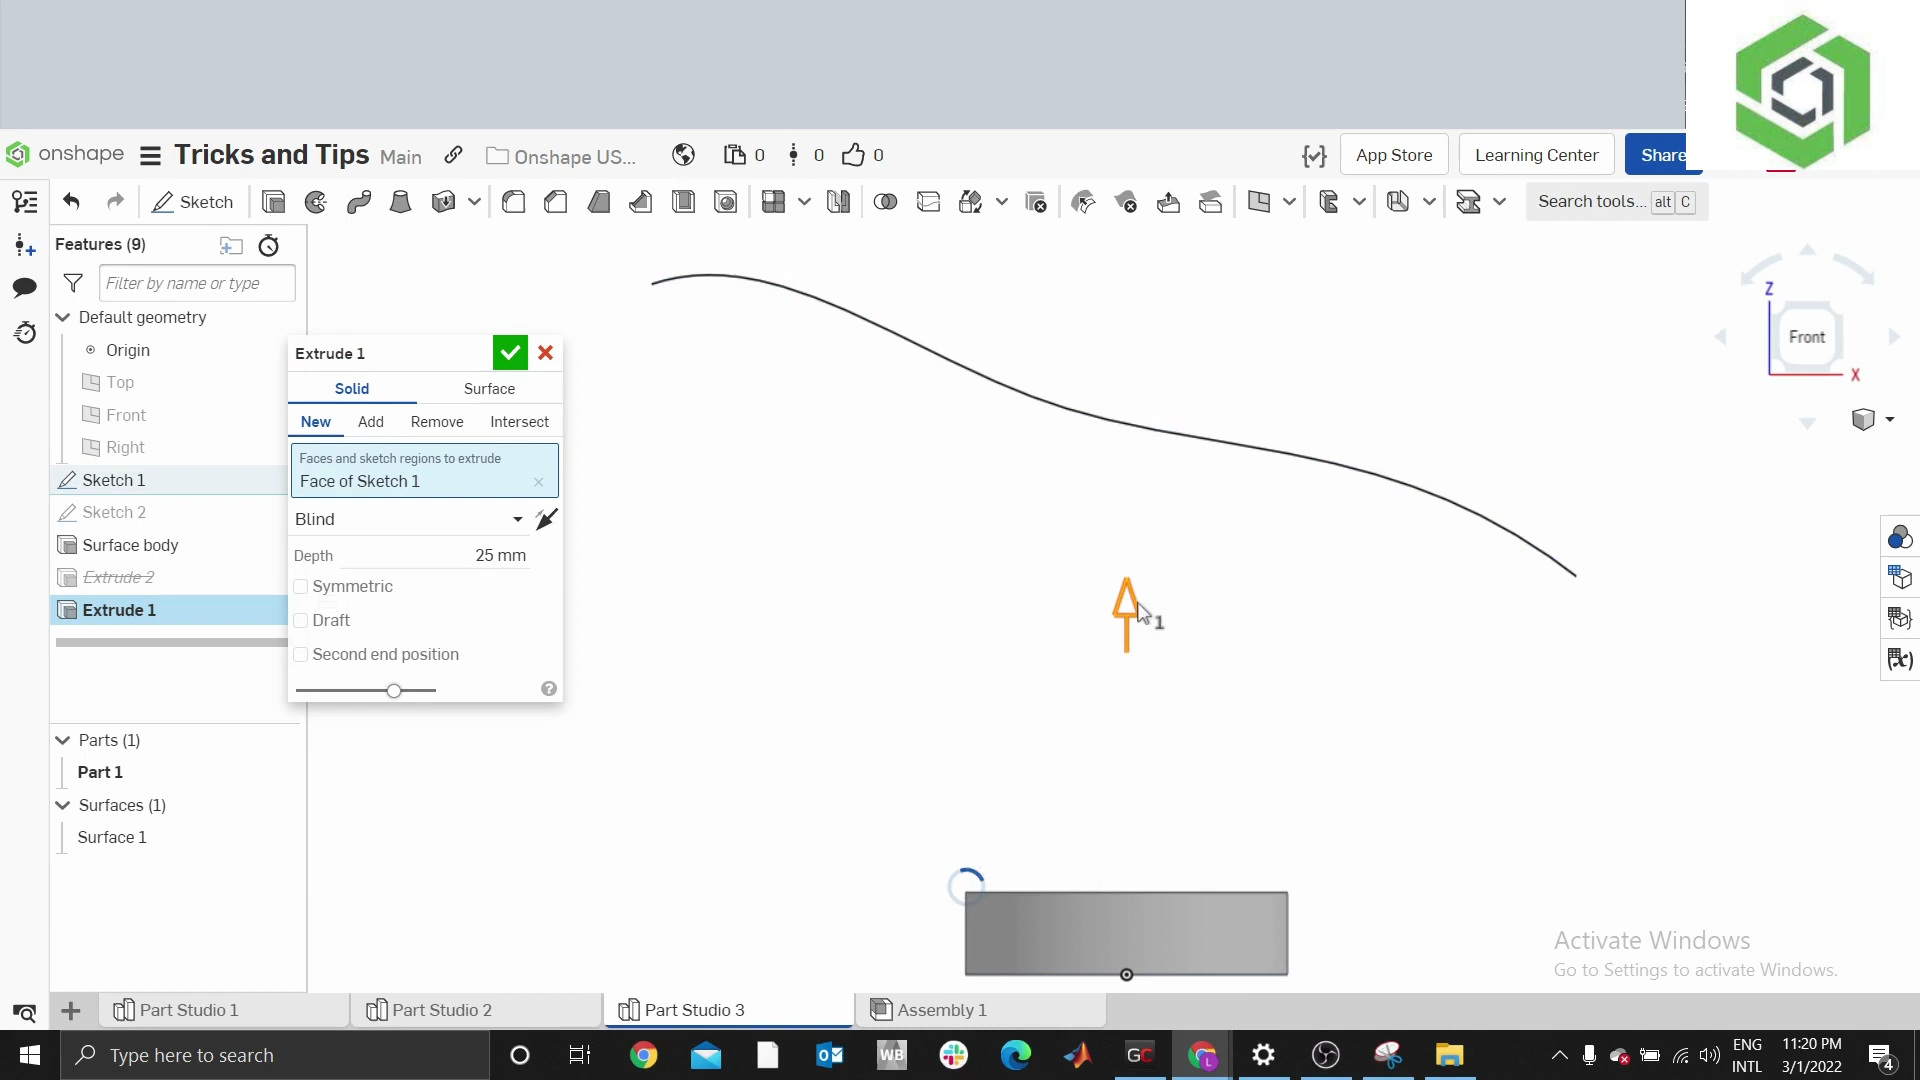 onshape Tricks and Tips Main Onshape US... 0 0 0 App Store Learning Center Share
Sketch Search tools... alt C
Features (9)
Filter by name or type
Default geometry
Origin
Top
Front
Right
Sketch 1
Sketch 2
Surface body
Extrude 2
Extrude 1
Parts (1)
Part 1
Surfaces (1)
Surface 1
Extrude 1
Solid Surface
New Add Remove Intersect
Faces and sketch regions to extrude
Face of Sketch 1
Blind
Depth 25 mm
Symmetric
Draft
Second end position
1
Z
Front
X
Activate Windows
Go to Settings to activate Windows.
Part Studio 1 Part Studio 2 Part Studio 3 Assembly 1
Type here to search
WB
GC
L
ENG
INTL
11:20 PM
3/1/2022
4